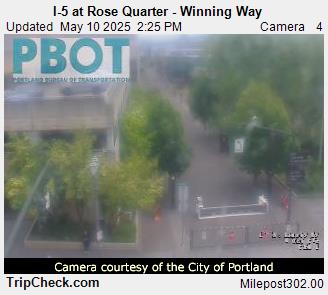 I-5 at Rose Quarter - Winning Way
Updated May 10 2025 2:25 PM Camera 4
PBOT
PORTLAND BUREAU OF TRANSPORTATION
Camera courtesy of the City of Portland
TripCheck.com Milepost302.00